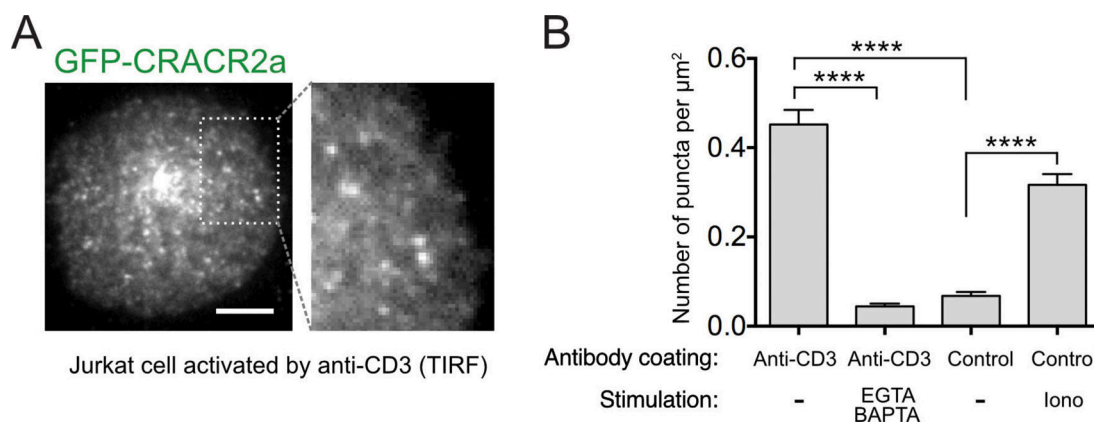 A
GFP-CRACR2a
Jurkat cell activated by anti-CD3 (TIRF)
B
Number of puncta per µm²
0.6
0.4
0.2
0.0
****
****
****
Antibody coating: Anti-CD3 Anti-CD3 Control Contro
Stimulation: - EGTA BAPTA - Iono